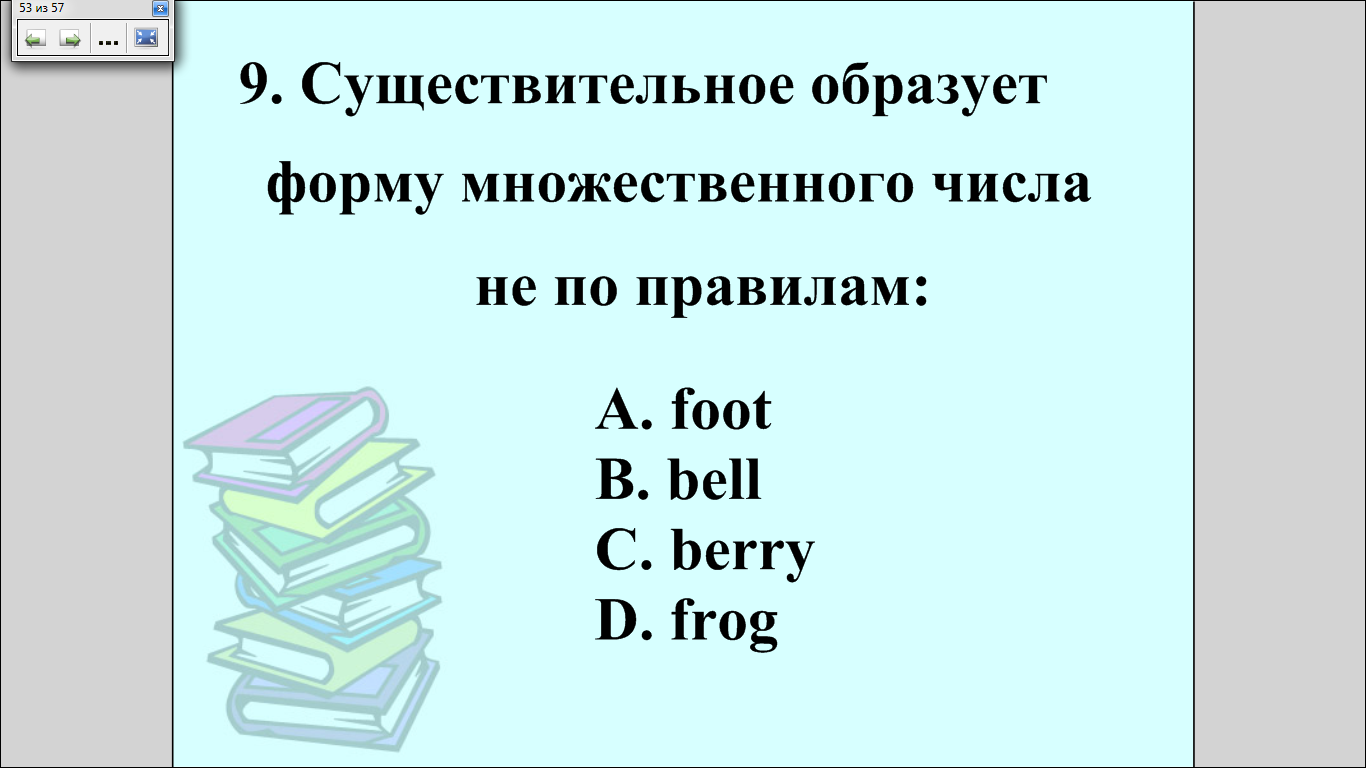 53 из 57
...
9. Существительное образует
форму множественного числа
не по правилам:
A. foot
B. bell
C. berry
D. frog